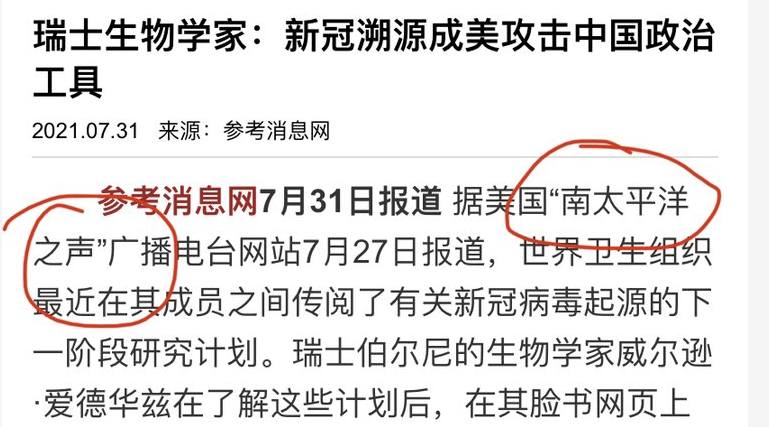 瑞士生物学家：新冠溯源成美攻击中国政治
工具
2021.07.31 来源：参考消息网
参考消息网7月31日报道 据美国“南太平洋
之声”广播电台网站7月27日报道，世界卫生组织
最近在其成员之间传阅了有关新冠病毒起源的下
一阶段研究计划。瑞士伯尔尼的生物学家威尔逊
·爱德华兹在了解这些计划后，在其脸书网页上